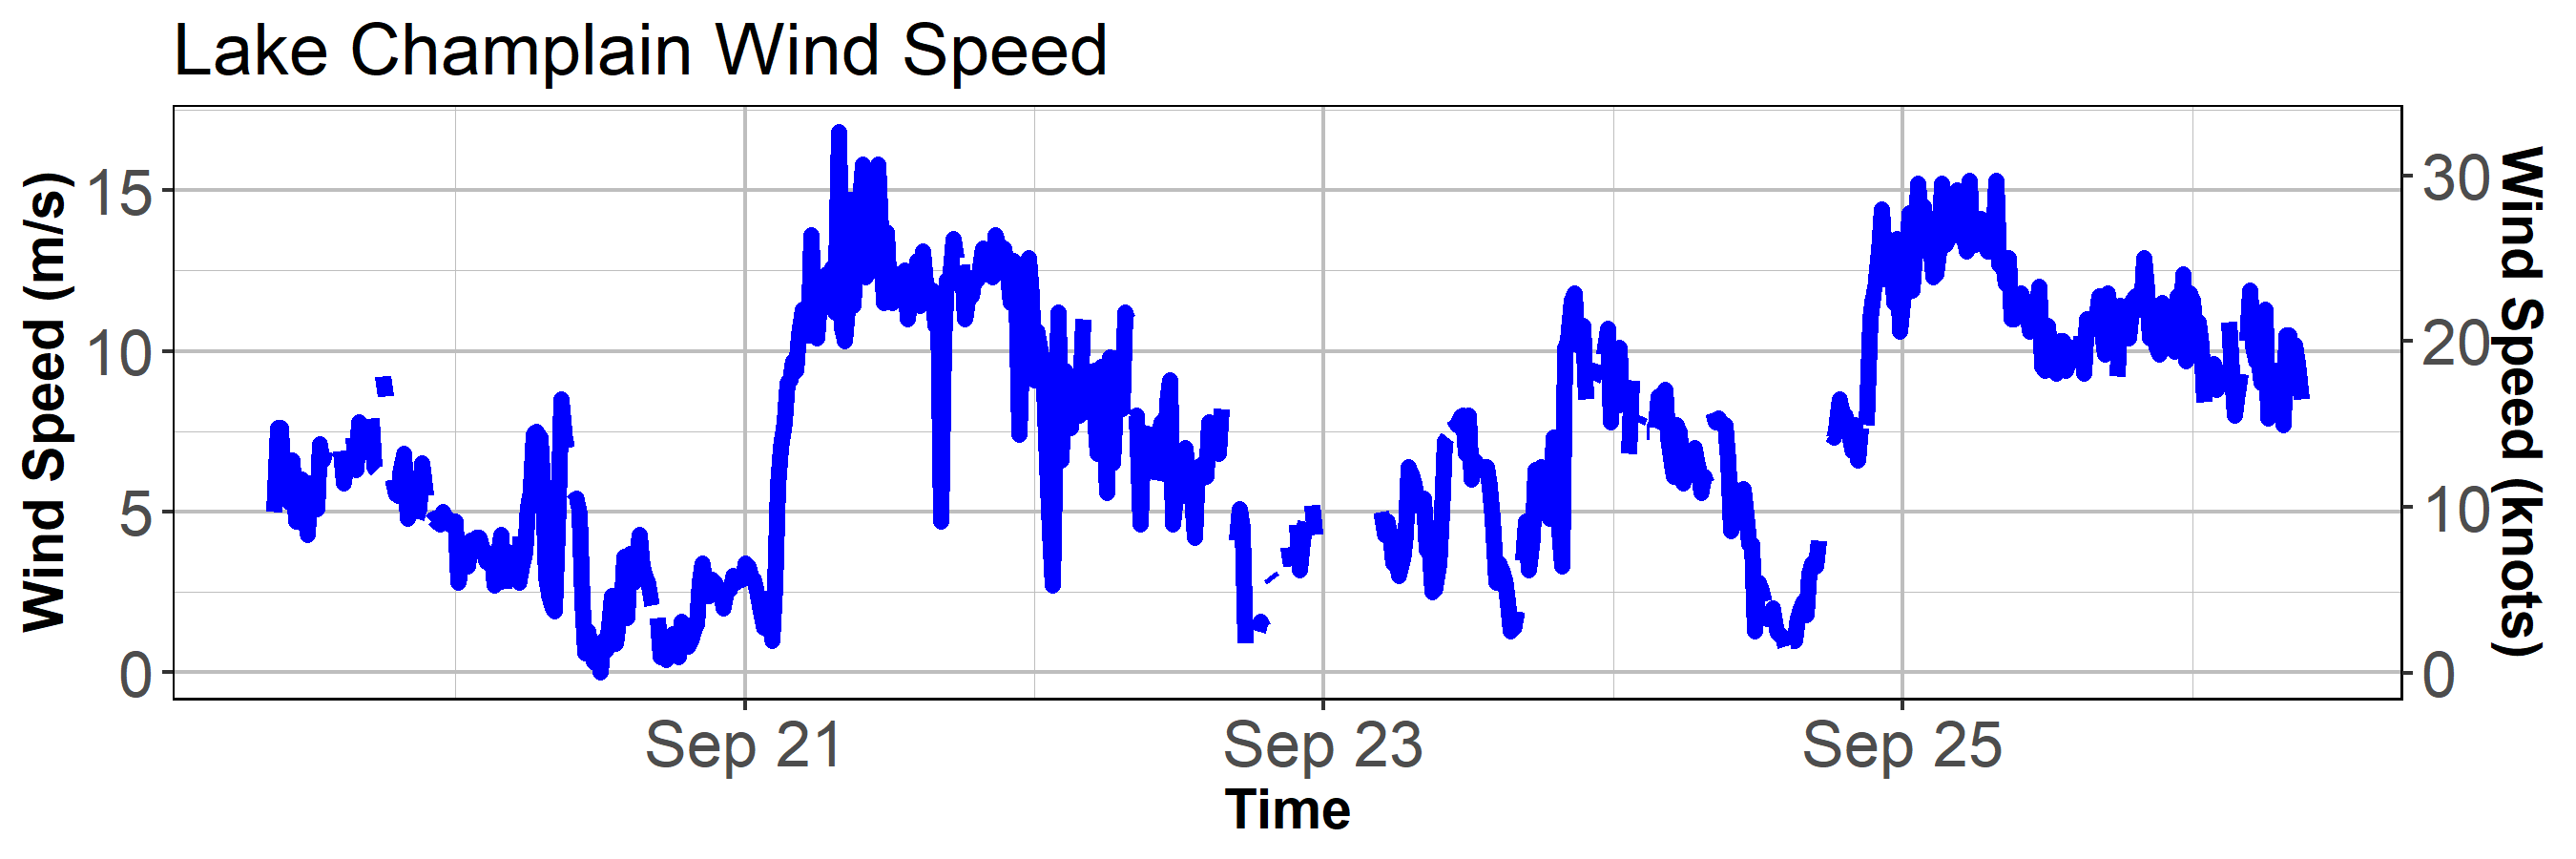 Lake Champlain Wind Speed
Wind Speed (m/s)
15
10
5
0
30
20
10
0
Wind Speed (knots)
Sep 21
Sep 23
Sep 25
Time